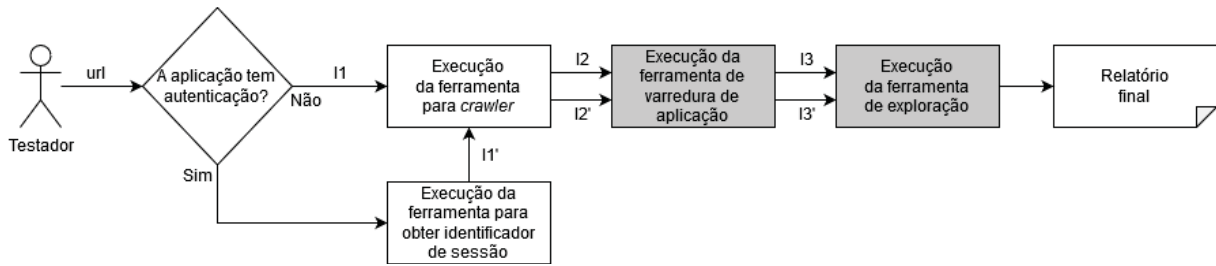 Testador
url
A aplicação tem
autenticação?
I1
Não
Sim
Execução
da ferramenta
para crawler
I1'
Execução da
ferramenta para
obter identificador
de sessão
I2
I2'
Execução da
ferramenta de
varredura de
aplicação
I3
I3'
Execução
da ferramenta
de exploração
Relatório
final